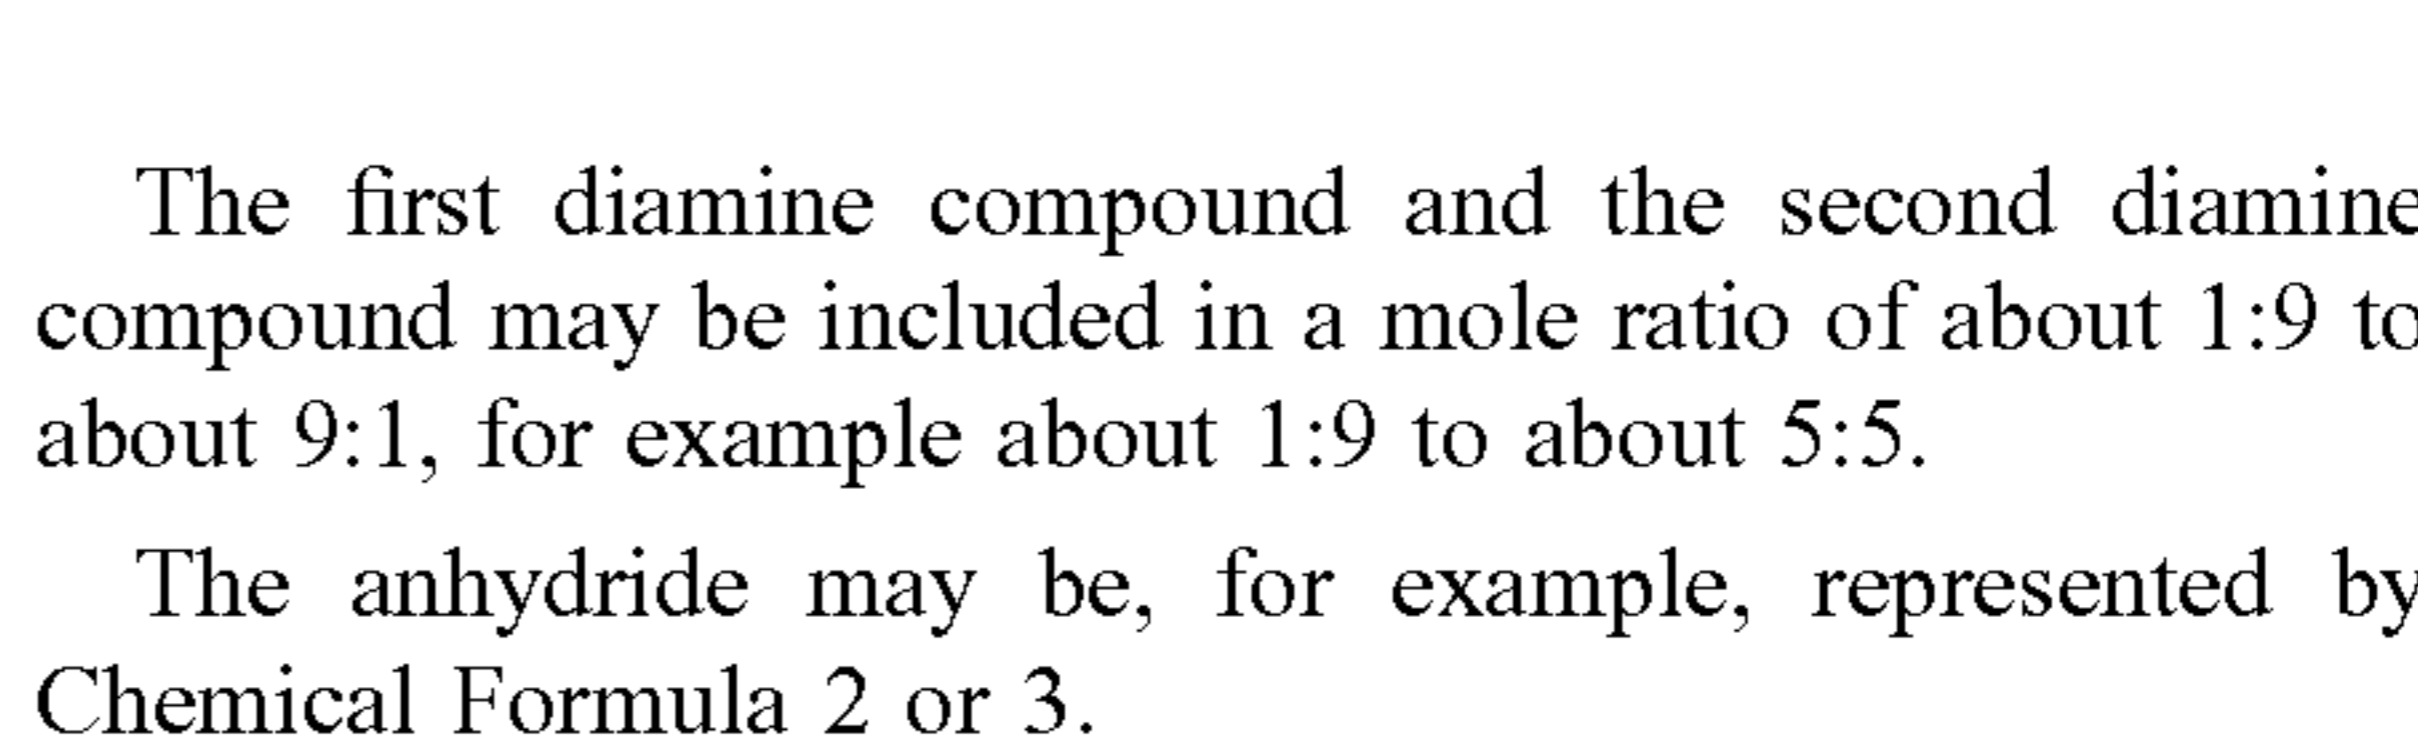 The first diamine compound and the second diamine
compound may be included in a mole ratio of about 1:9 to
about 9:1, for example about 1:9 to about 5:5.
The anhydride may be, for example, represented by
Chemical Formula 2 or 3.